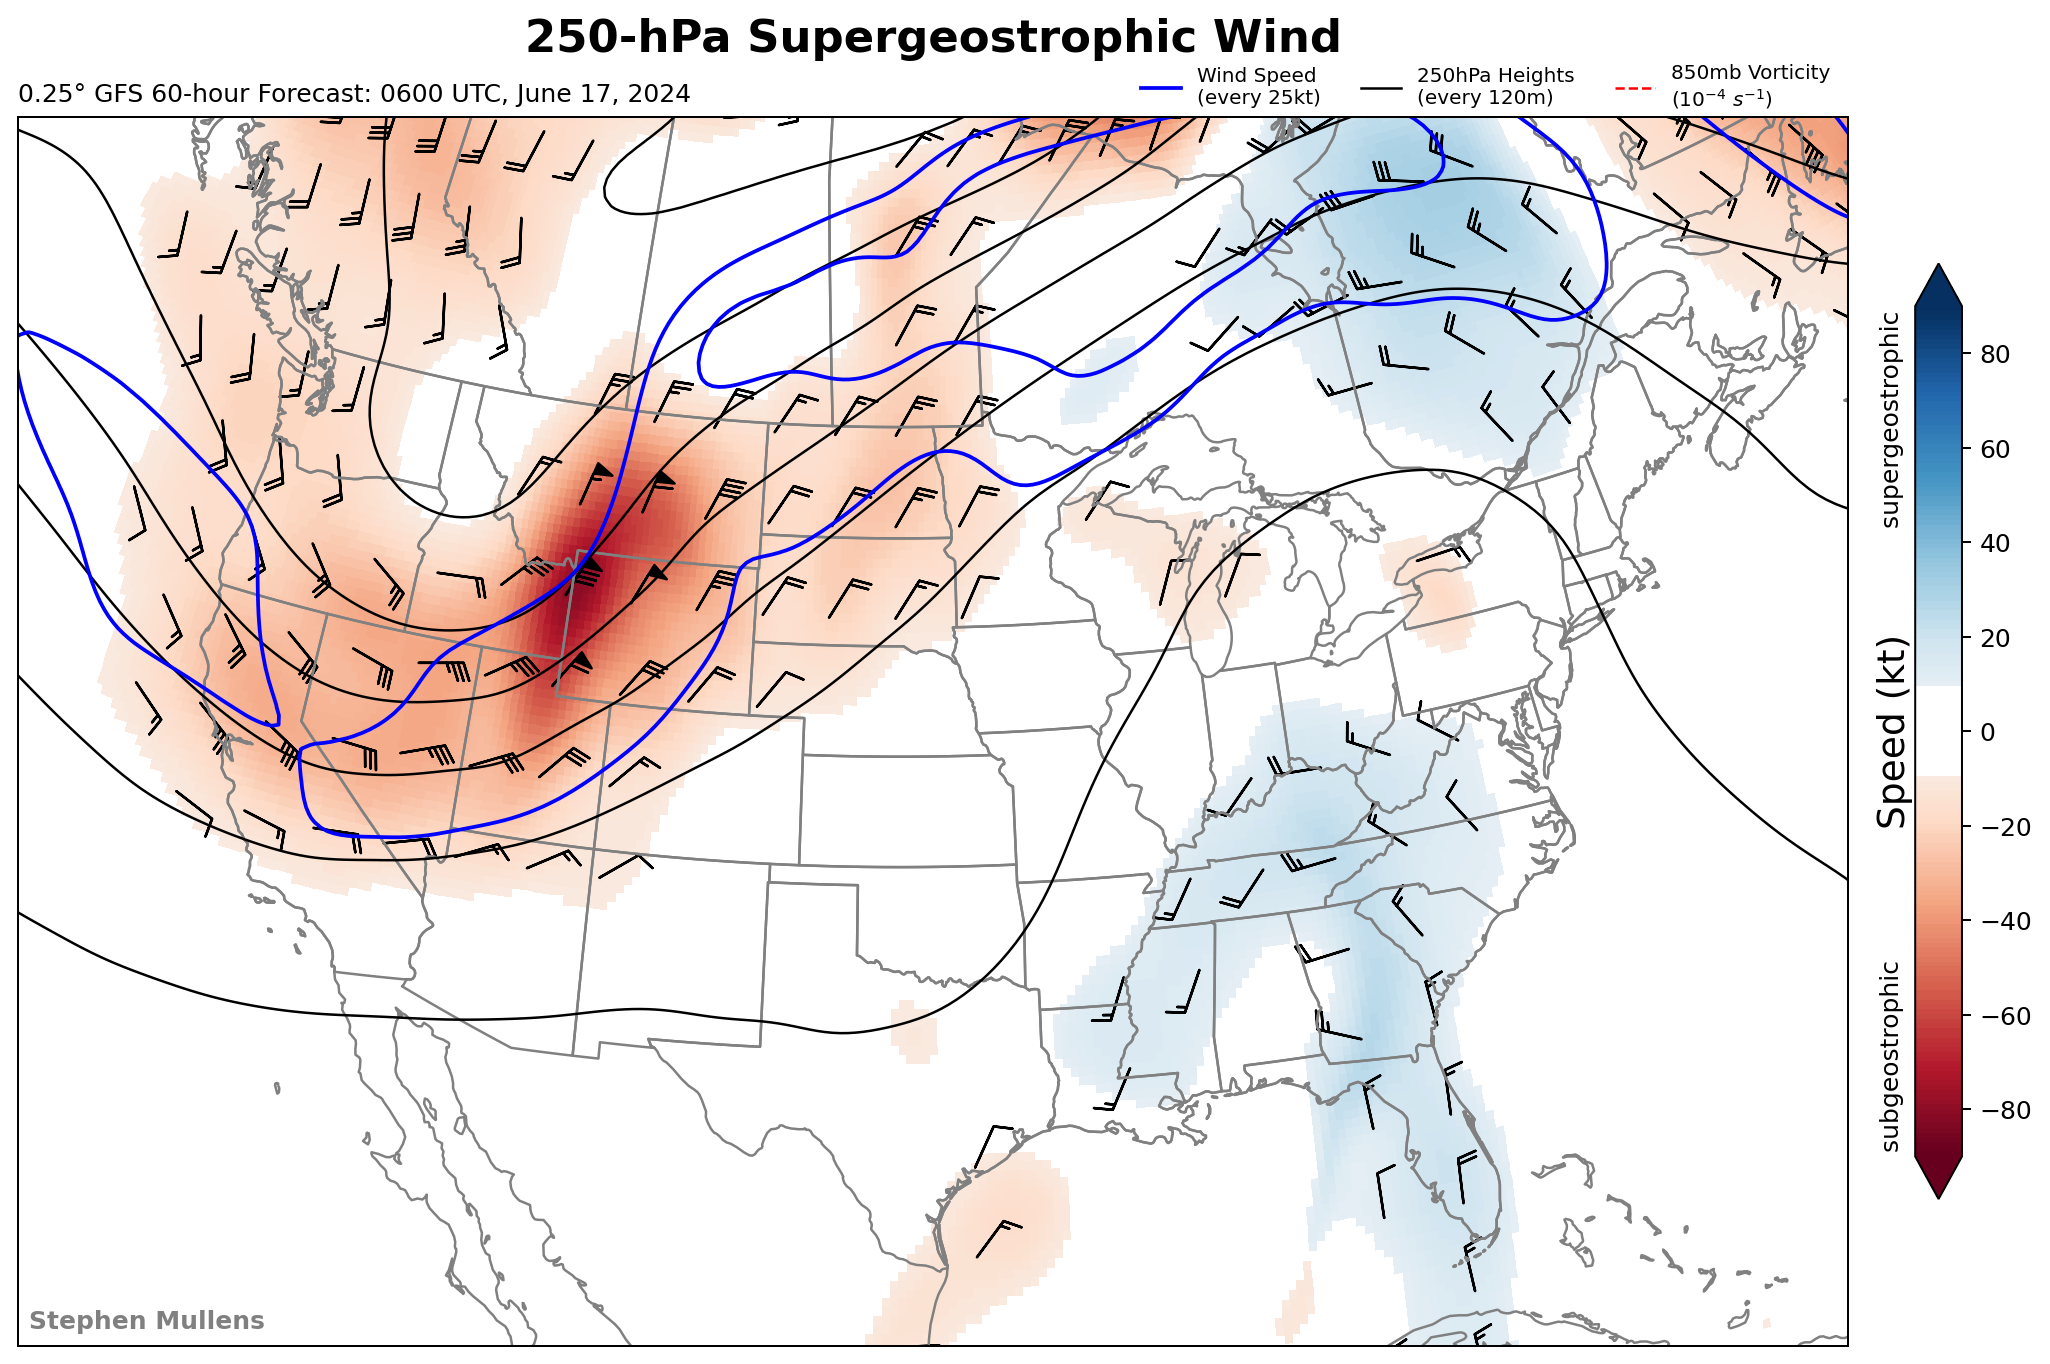 250-hPa Supergeostrophic Wind
0.25° GFS 60-hour Forecast: 0600 UTC, June 17, 2024
Wind Speed
(every 25kt)
250hPa Heights
(every 120m)
850mb Vorticity
(10⁻⁴ s⁻¹)
supergeostrophic
Speed (kt)
subgeostrophic
80
60
40
20
0
−20
−40
−60
−80
Stephen Mullens